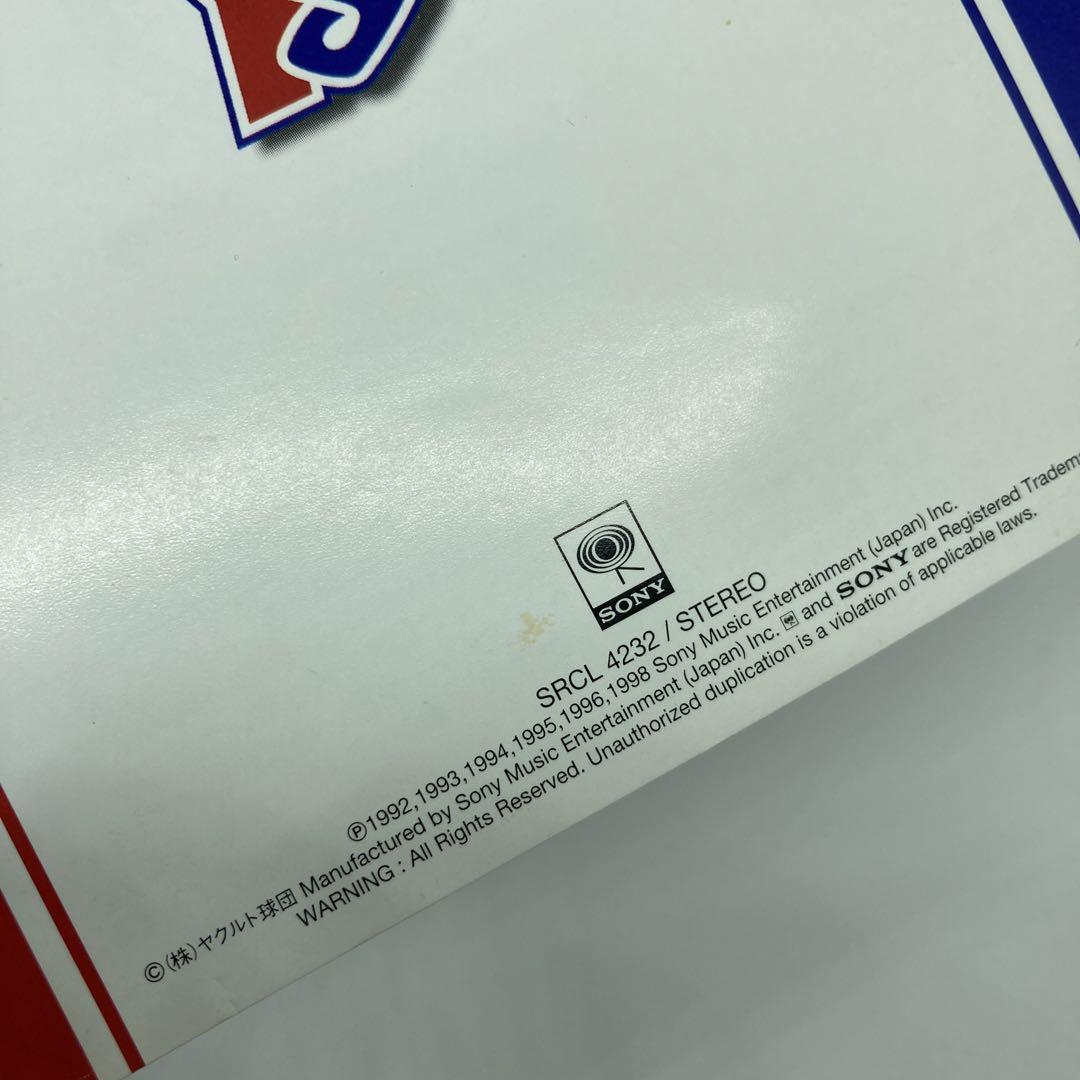 SONY
SRCL 4232 / STEREO
Ⓟ1992,1993,1994,1995,1996,1998 Sony Music Entertainment (Japan) Inc.
©(株)ヤクルト球団 Manufactured by Sony Music Entertainment (Japan) Inc. and SONY are Registered
WARNING : All Rights Reserved. Unauthorized duplication is a violation of applicable laws.